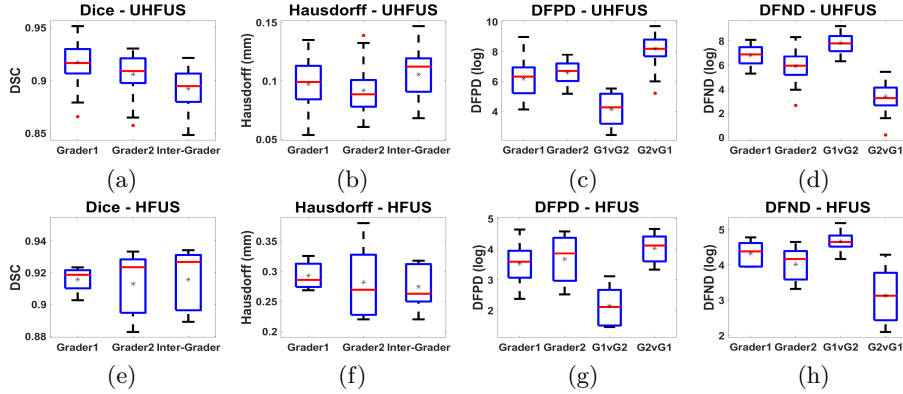 Dice - UHFUS
DSC
0.95
0.9
0.85
Grader1 Grader2 Inter-Grader
(a)
Hausdorff - UHFUS
Hausdorff (mm)
0.15
0.1
0.05
Grader1 Grader2 Inter-Grader
(b)
DFPD - UHFUS
DFPD (log)
10
8
6
4
Grader1 Grader2 G1vG2 G2vG1
(c)
DFND - UHFUS
DFND (log)
8
6
4
2
0
Grader1 Grader2 G1vG2 G2vG1
(d)
Dice - HFUS
DSC
0.94
0.92
0.9
0.88
Grader1 Grader2 Inter-Grader
(e)
Hausdorff - HFUS
Hausdorff (mm)
0.35
0.3
0.25
0.2
Grader1 Grader2 Inter-Grader
(f)
DFPD - HFUS
DFPD (log)
5
4
3
2
Grader1 Grader2 G1vG2 G2vG1
(g)
DFND - HFUS
DFND (log)
5
4
3
2
Grader1 Grader2 G1vG2 G2vG1
(h)